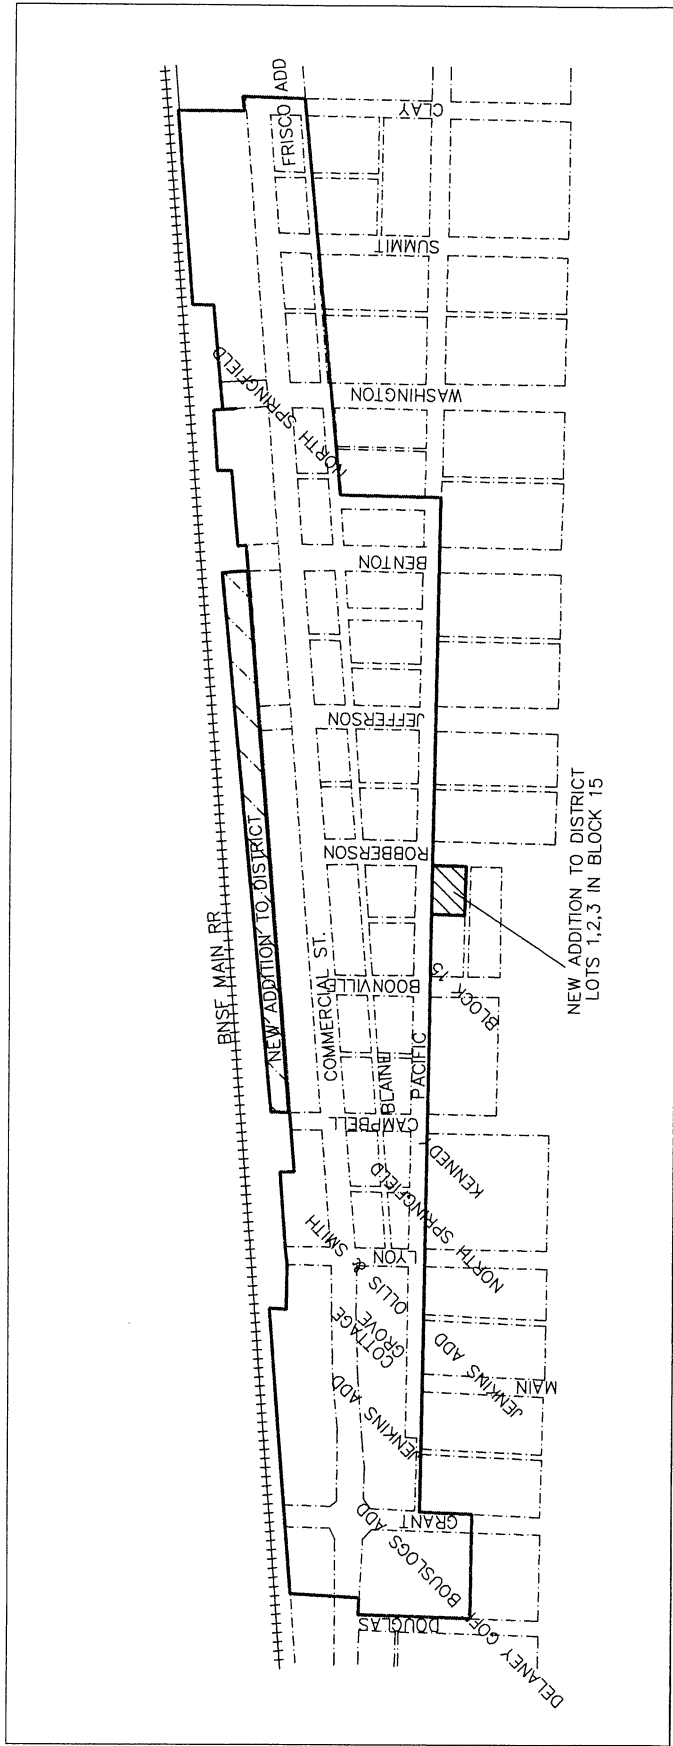 BNSF MAIN RR
NEW ADDITION TO DISTRICT
FRISCO ADD
NORTH SPRINGFIELD
COMMERCIAL ST.
BLAINE
PACIFIC
DOUGLAS
GRANT
MAIN
LYON
CAMPBELL
BOONVILLE
ROBBERSON
JEFFERSON
BENTON
WASHINGTON
SUMMIT
CLAY
OLLIS & SMITH
COTTAGE
GROVE
JENKINS ADD
BOUSLOGS ADD
DELANEY GOFF
JENKINS ADD
NORTH SPRINGFIELD
KENNED
BLOCK 15
NEW ADDITION TO DISTRICT
LOTS 1,2,3 IN BLOCK 15